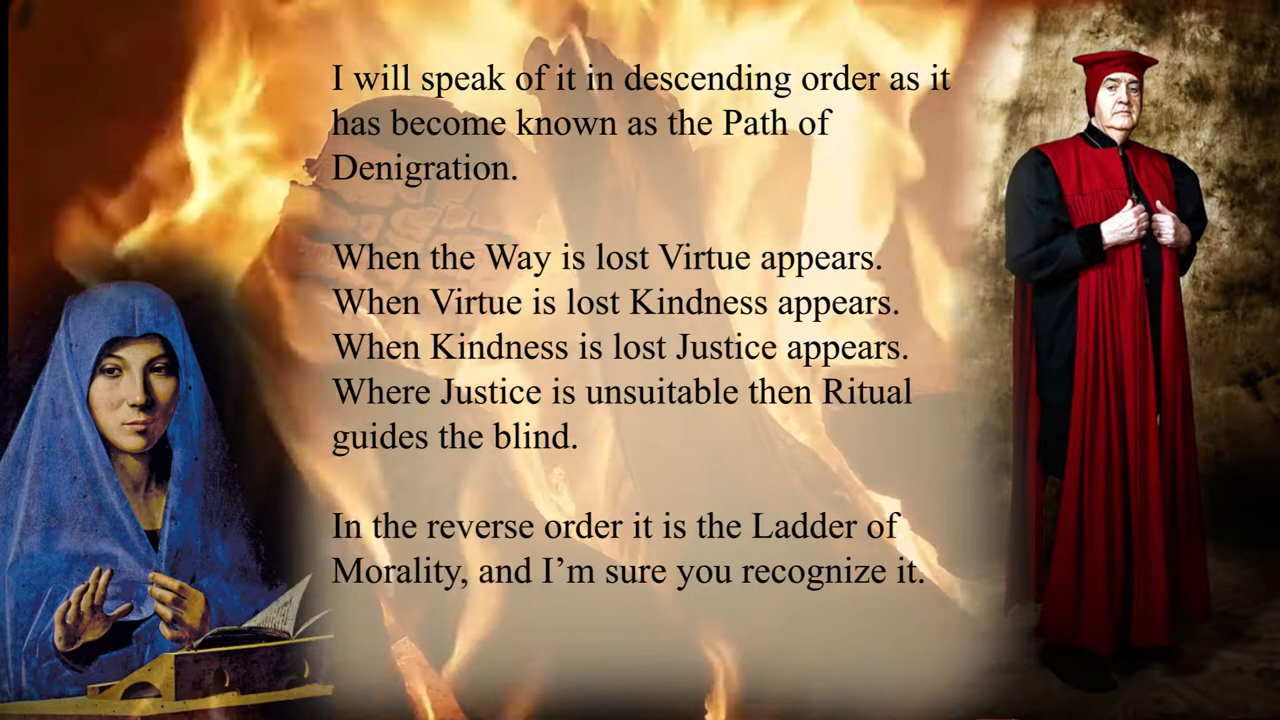 I will speak of it in descending order as it
has become known as the Path of
Denigration.
When the Way is lost Virtue appears.
When Virtue is lost Kindness appears.
When Kindness is lost Justice appears.
Where Justice is unsuitable then Ritual
guides the blind.
In the reverse order it is the Ladder of
Morality, and I’m sure you recognize it.